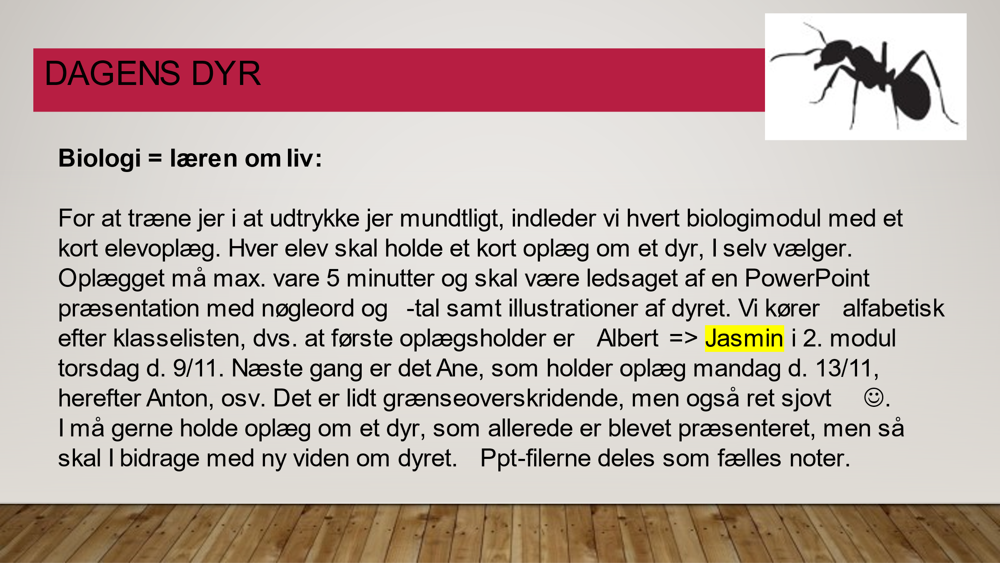 DAGENS DYR
Biologi = læren om liv:
For at træne jer i at udtrykke jer mundtligt, indleder vi hvert biologimodul med et
kort elevoplæg. Hver elev skal holde et kort oplæg om et dyr, I selv vælger.
Oplægget må max. vare 5 minutter og skal være ledsaget af en PowerPoint
præsentation med nøgleord og -tal samt illustrationer af dyret. Vi kører alfabetisk
efter klasselisten, dvs. at første oplægsholder er Albert => Jasmin i 2. modul
torsdag d. 9/11. Næste gang er det Ane, som holder oplæg mandag d. 13/11,
herefter Anton, osv. Det er lidt grænseoverskridende, men også ret sjovt ☺.
I må gerne holde oplæg om et dyr, som allerede er blevet præsenteret, men så
skal I bidrage med ny viden om dyret. Ppt-filerne deles som fælles noter.